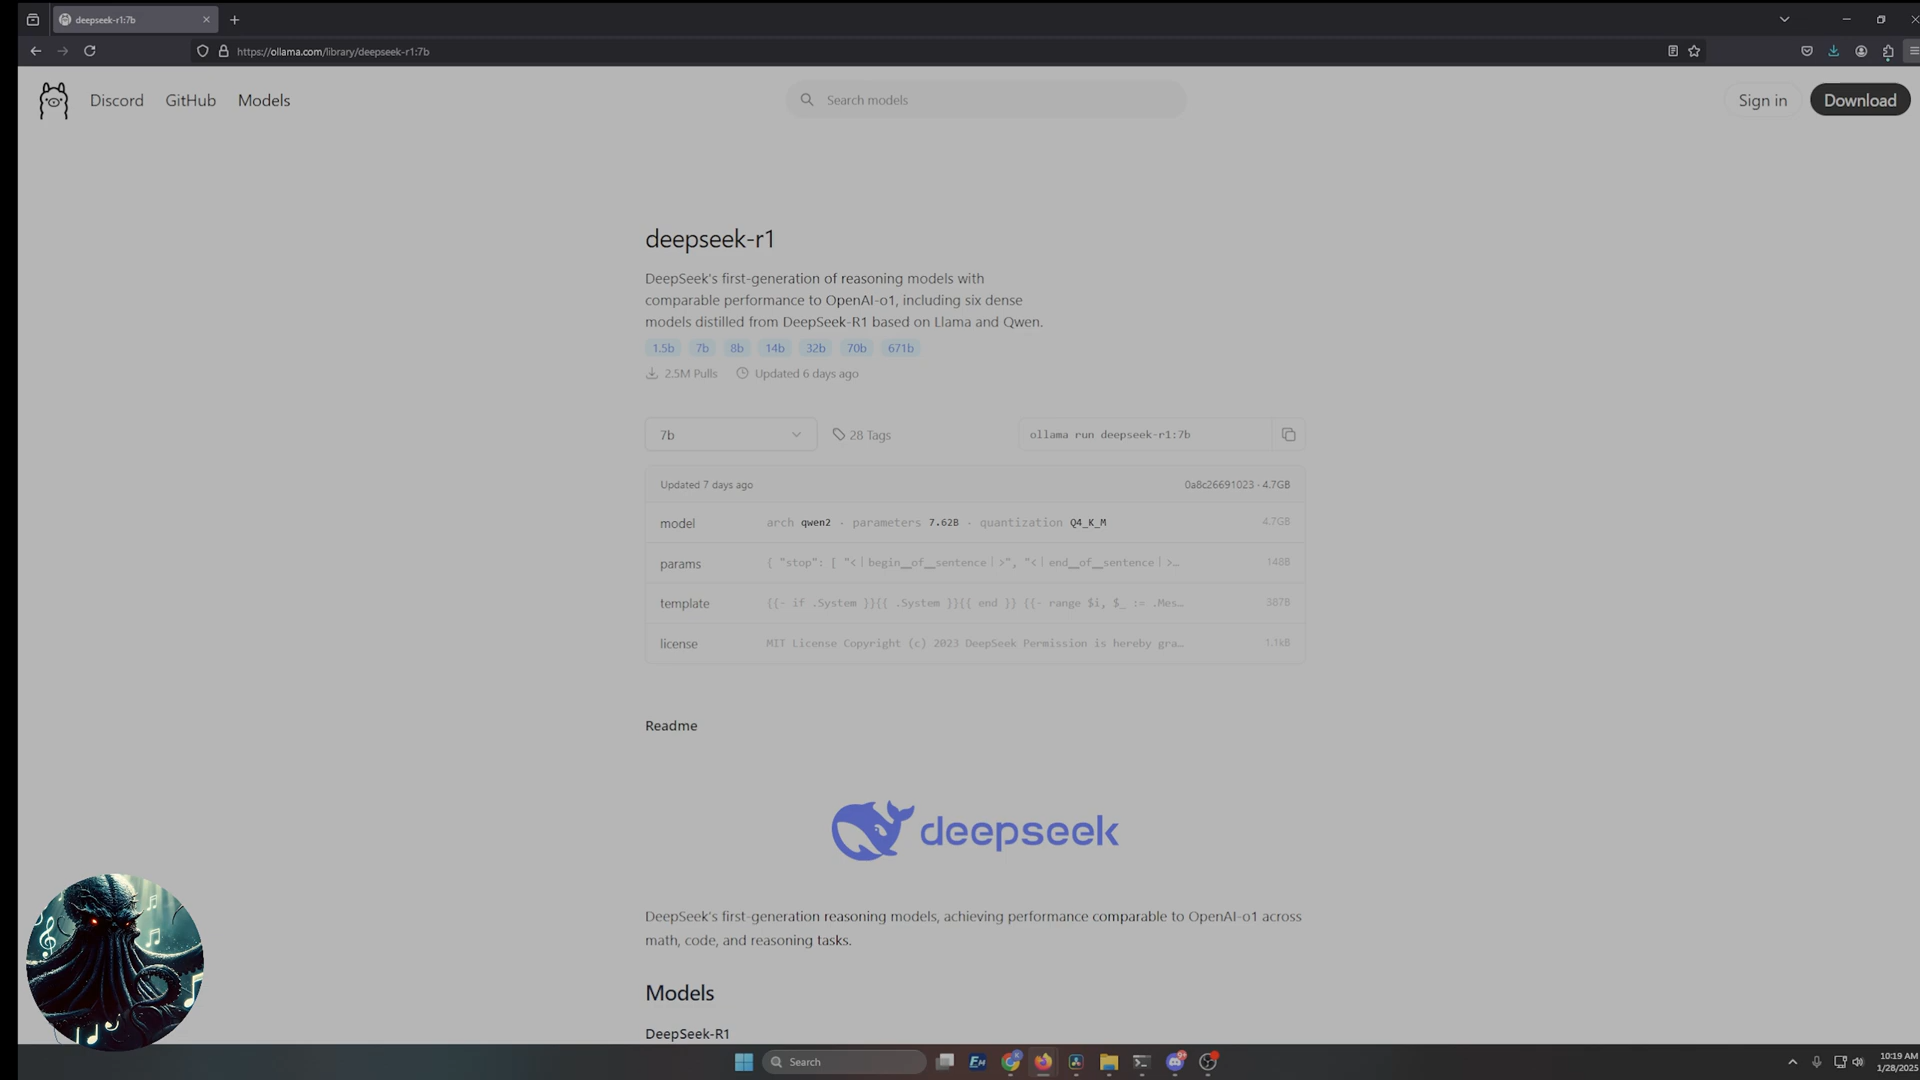 deepseek-r1:7b
https://ollama.com/library/deepseek-r1:7b
Discord GitHub Models
Search models
Sign in Download
deepseek-r1
DeepSeek's first-generation of reasoning models with
comparable performance to OpenAI-o1, including six dense
models distilled from DeepSeek-R1 based on Llama and Qwen.
1.5b 7b 8b 14b 32b 70b 671b
2.5M Pulls Updated 6 days ago
7b 28 Tags ollama run deepseek-r1:7b
Updated 7 days ago 0a8c26691023 · 4.7GB
model arch qwen2 · parameters 7.62B · quantization Q4_K_M 4.7GB
params { "stop": [ "<|begin__of__sentence|>", "<|end__of__sentence|>… 148B
template {{- if .System }}{{ .System }}{{ end }} {{- range $i, $_ := .Mes… 387B
license MIT License Copyright (c) 2023 DeepSeek Permission is hereby gra… 1.1kB
Readme
deepseek
DeepSeek's first-generation reasoning models, achieving performance comparable to OpenAI-o1 across
math, code, and reasoning tasks.
Models
DeepSeek-R1
Search
10:19 AM
1/28/2025